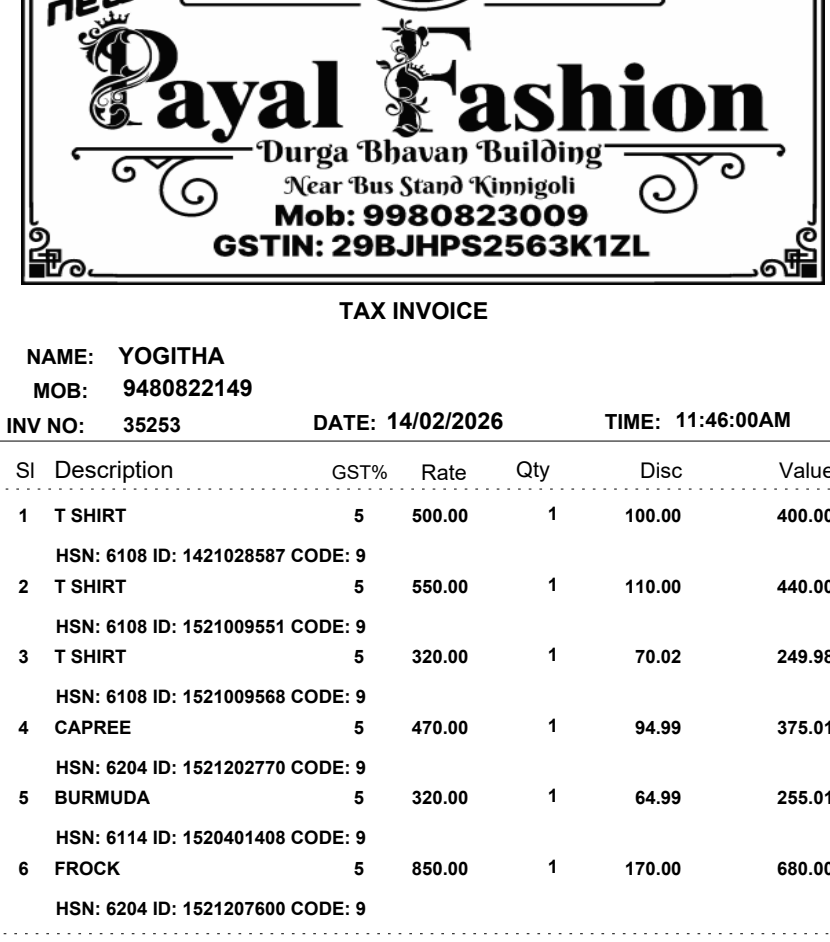 new
Payal Fashion
Durga Bhavan Building
Near Bus Stand Kinnigoli
Mob: 9980823009
GSTIN: 29BJHPS2563K1ZL
TAX INVOICE
NAME: YOGITHA
MOB: 9480822149
INV NO: 35253 DATE: 14/02/2026 TIME: 11:46:00AM
Sl Description GST% Rate Qty Disc Value
1 T SHIRT 5 500.00 1 100.00 400.00
HSN: 6108 ID: 1421028587 CODE: 9
2 T SHIRT 5 550.00 1 110.00 440.00
HSN: 6108 ID: 1521009551 CODE: 9
3 T SHIRT 5 320.00 1 70.02 249.98
HSN: 6108 ID: 1521009568 CODE: 9
4 CAPREE 5 470.00 1 94.99 375.01
HSN: 6204 ID: 1521202770 CODE: 9
5 BURMUDA 5 320.00 1 64.99 255.01
HSN: 6114 ID: 1520401408 CODE: 9
6 FROCK 5 850.00 1 170.00 680.00
HSN: 6204 ID: 1521207600 CODE: 9